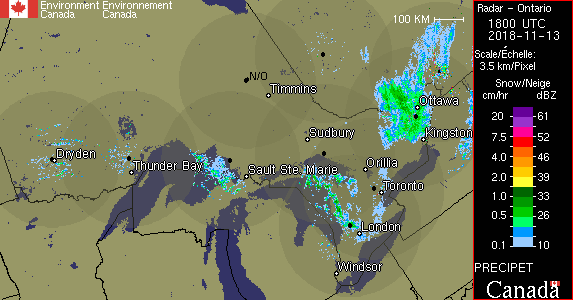 Environment Environnement
Canada Canada
100 KM
N/O
Timmins
Ottawa
Sudbury
Kingston
Dryden
Thunder Bay
Sault Ste. Marie
Orillia
Toronto
London
Windsor
Radar - Ontario
1800 UTC
2018-11-13
Scale/Échelle:
3.5 km/Pixel
Snow/Neige
cm/hr dBZ
20 61
7.5 52
4.0 46
2.0 39
1.0 33
0.5 26
0.1 10
PRECIPET
Canada